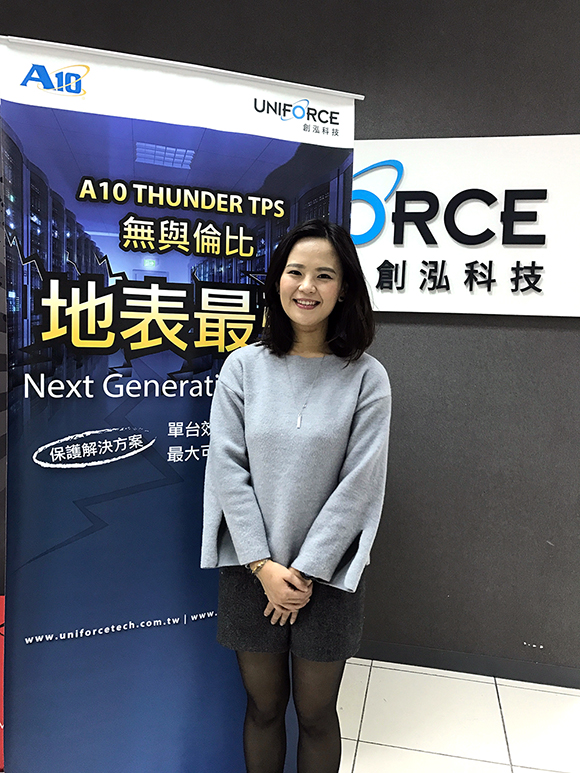 A10
UNIFORCE
創泓科技
A10 THUNDER TPS
無與倫比
地表最
Next Generati
保護解決方案
單台效
最大可
www.uniforcetech.com.tw | www.
ORCE
創泓科技